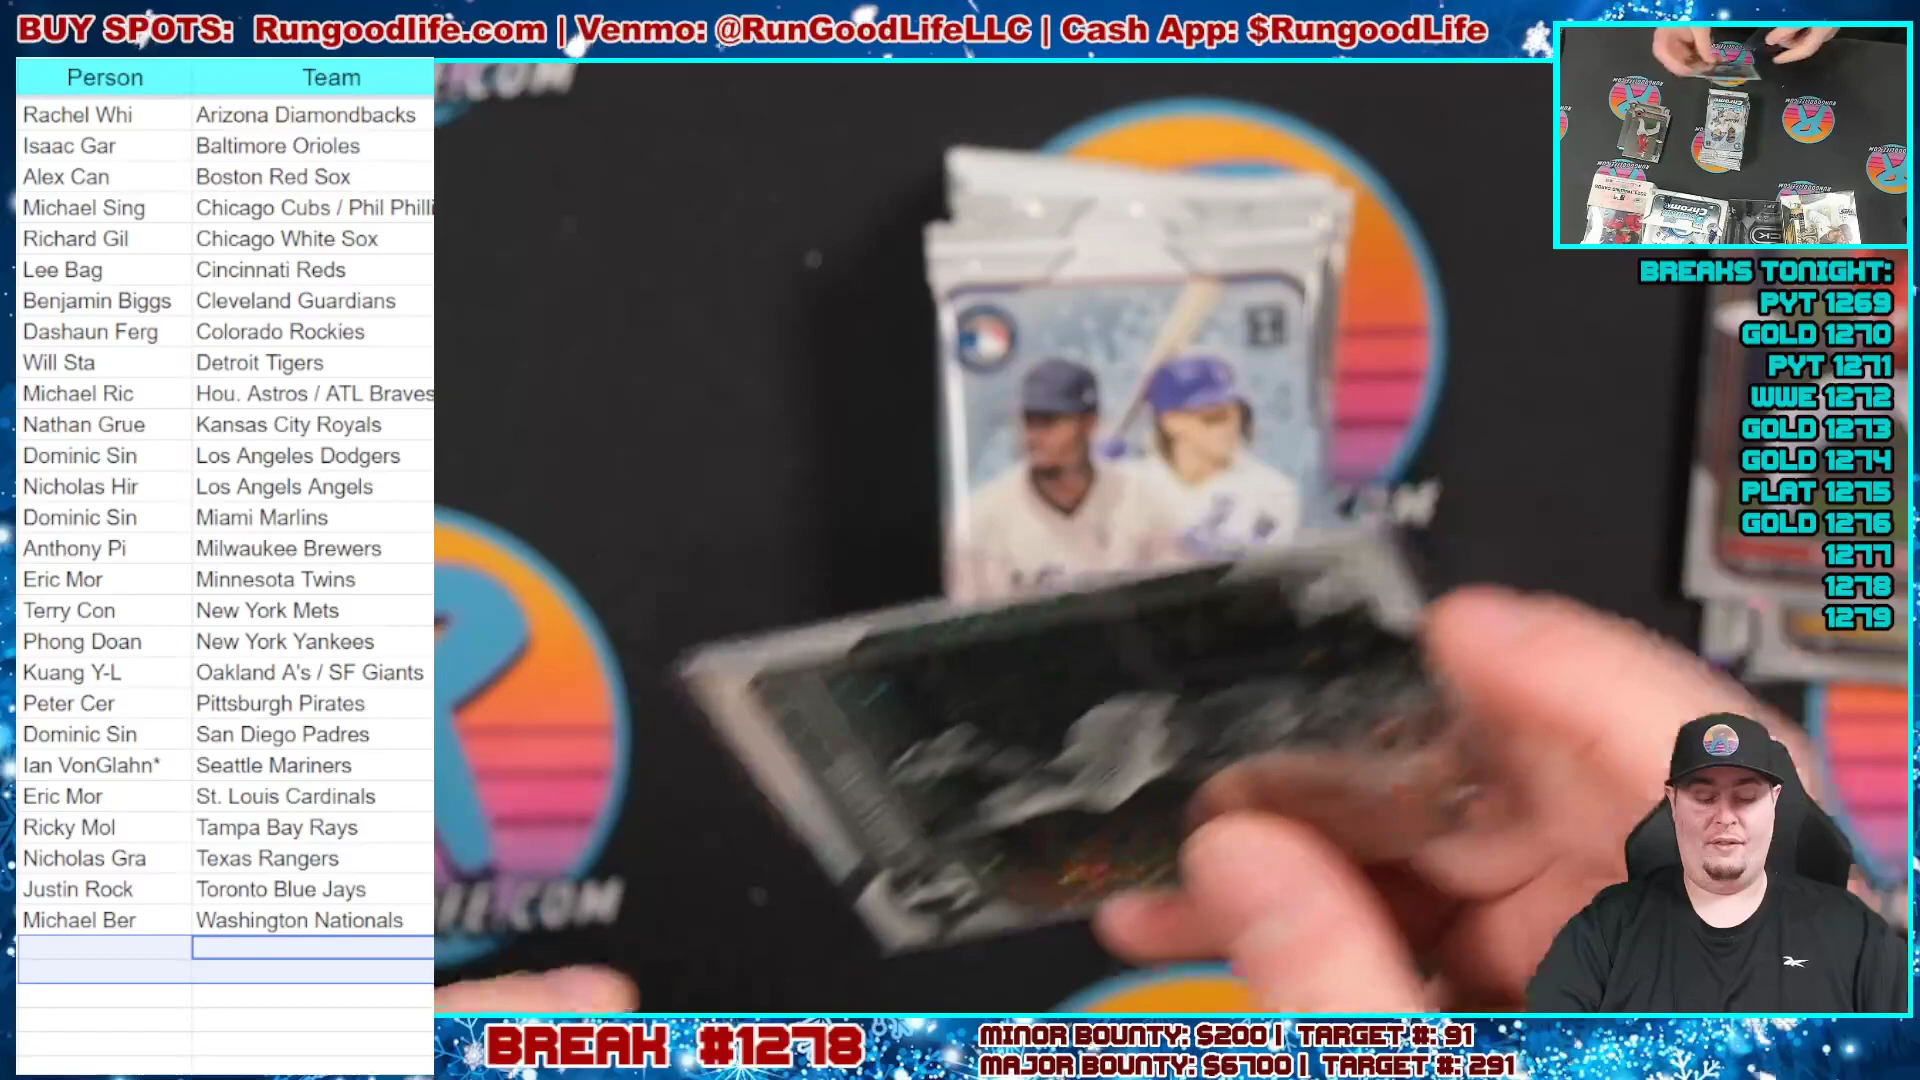 BUY SPOTS: Rungoodlife.com | Venmo: @RunGoodLifeLLC | Cash App: $RungoodLife
Person Team
Rachel Whi Arizona Diamondbacks
Isaac Gar Baltimore Orioles
Alex Can Boston Red Sox
Michael Sing Chicago Cubs / Phil Philli
Richard Gil Chicago White Sox
Lee Bag Cincinnati Reds
Benjamin Biggs Cleveland Guardians
Dashaun Ferg Colorado Rockies
Will Sta Detroit Tigers
Michael Ric Hou. Astros / ATL Braves
Nathan Grue Kansas City Royals
Dominic Sin Los Angeles Dodgers
Nicholas Hir Los Angels Angels
Dominic Sin Miami Marlins
Anthony Pi Milwaukee Brewers
Eric Mor Minnesota Twins
Terry Con New York Mets
Phong Doan New York Yankees
Kuang Y-L Oakland A's / SF Giants
Peter Cer Pittsburgh Pirates
Dominic Sin San Diego Padres
Ian VonGlahn* Seattle Mariners
Eric Mor St. Louis Cardinals
Ricky Mol Tampa Bay Rays
Nicholas Gra Texas Rangers
Justin Rock Toronto Blue Jays
Michael Ber Washington Nationals
BREAKS TONIGHT:
PYT 1269
GOLD 1270
PYT 1271
WWE 1272
GOLD 1273
GOLD 1274
PLAT 1275
GOLD 1276
1277
1278
1279
BREAK #1278
MINOR BOUNTY: $200 | TARGET #: 91
MAJOR BOUNTY: $6700 | TARGET #: 291